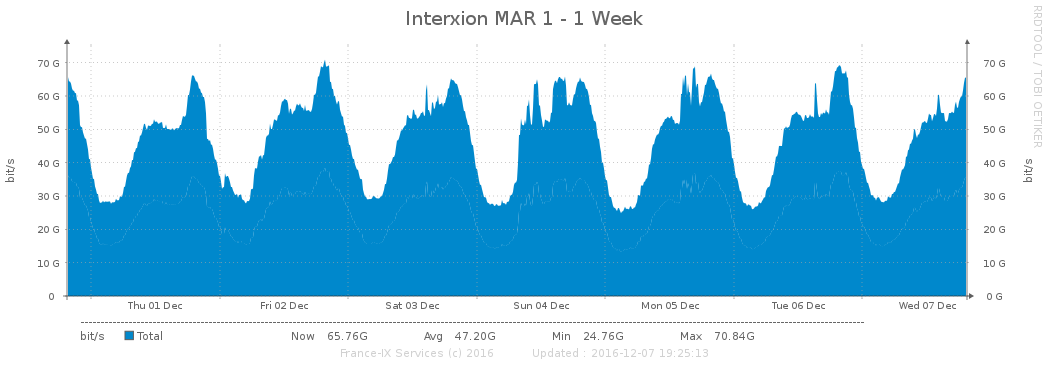 Interxion MAR 1 - 1 Week
RRDTOOL / TOBI OETIKER
bit/s
70 G 70 G
60 G 60 G
50 G 50 G
40 G 40 G
30 G 30 G
20 G 20 G
10 G 10 G
0 0 G
bit/s
Thu 01 Dec Fri 02 Dec Sat 03 Dec Sun 04 Dec Mon 05 Dec Tue 06 Dec Wed 07 Dec
bit/s Total Now 65.76G Avg 47.20G Min 24.76G Max 70.84G
France-IX Services (c) 2016 Updated : 2016-12-07 19:25:13